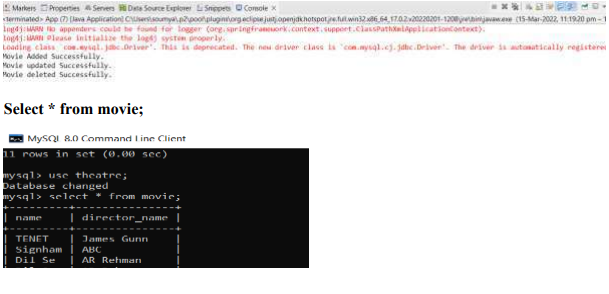 Markers Properties Servers Data Source Explorer Snippets Console
<terminated> App (7) [Java Application] C:\Users\soumya\.p2\pool\plugins\org.eclipse.justj.openjdk.hotspot.jre.full.win32.x86_64_17.0.2.v20220201-1208\jre\bin\javaw.exe (15-Mar-2022, 11:19:20 pm –
log4j:WARN No appenders could be found for logger (org.springframework.context.support.ClassPathXmlApplicationContext).
log4j:WARN Please initialize the log4j system properly.
Loading class `com.mysql.jdbc.Driver'. This is deprecated. The new driver class is `com.mysql.cj.jdbc.Driver'. The driver is automatically registered
Movie Added Successfully.
Movie updated Successfully.
Movie deleted Successfully.
Select * from movie;
MySQL 8.0 Command Line Client
11 rows in set (0.00 sec)
mysql> use theatre;
Database changed
mysql> select * from movie;
| name | director_name |
| TENET | James Gunn |
| Signham | ABC |
| Dil Se | AR Rehman |